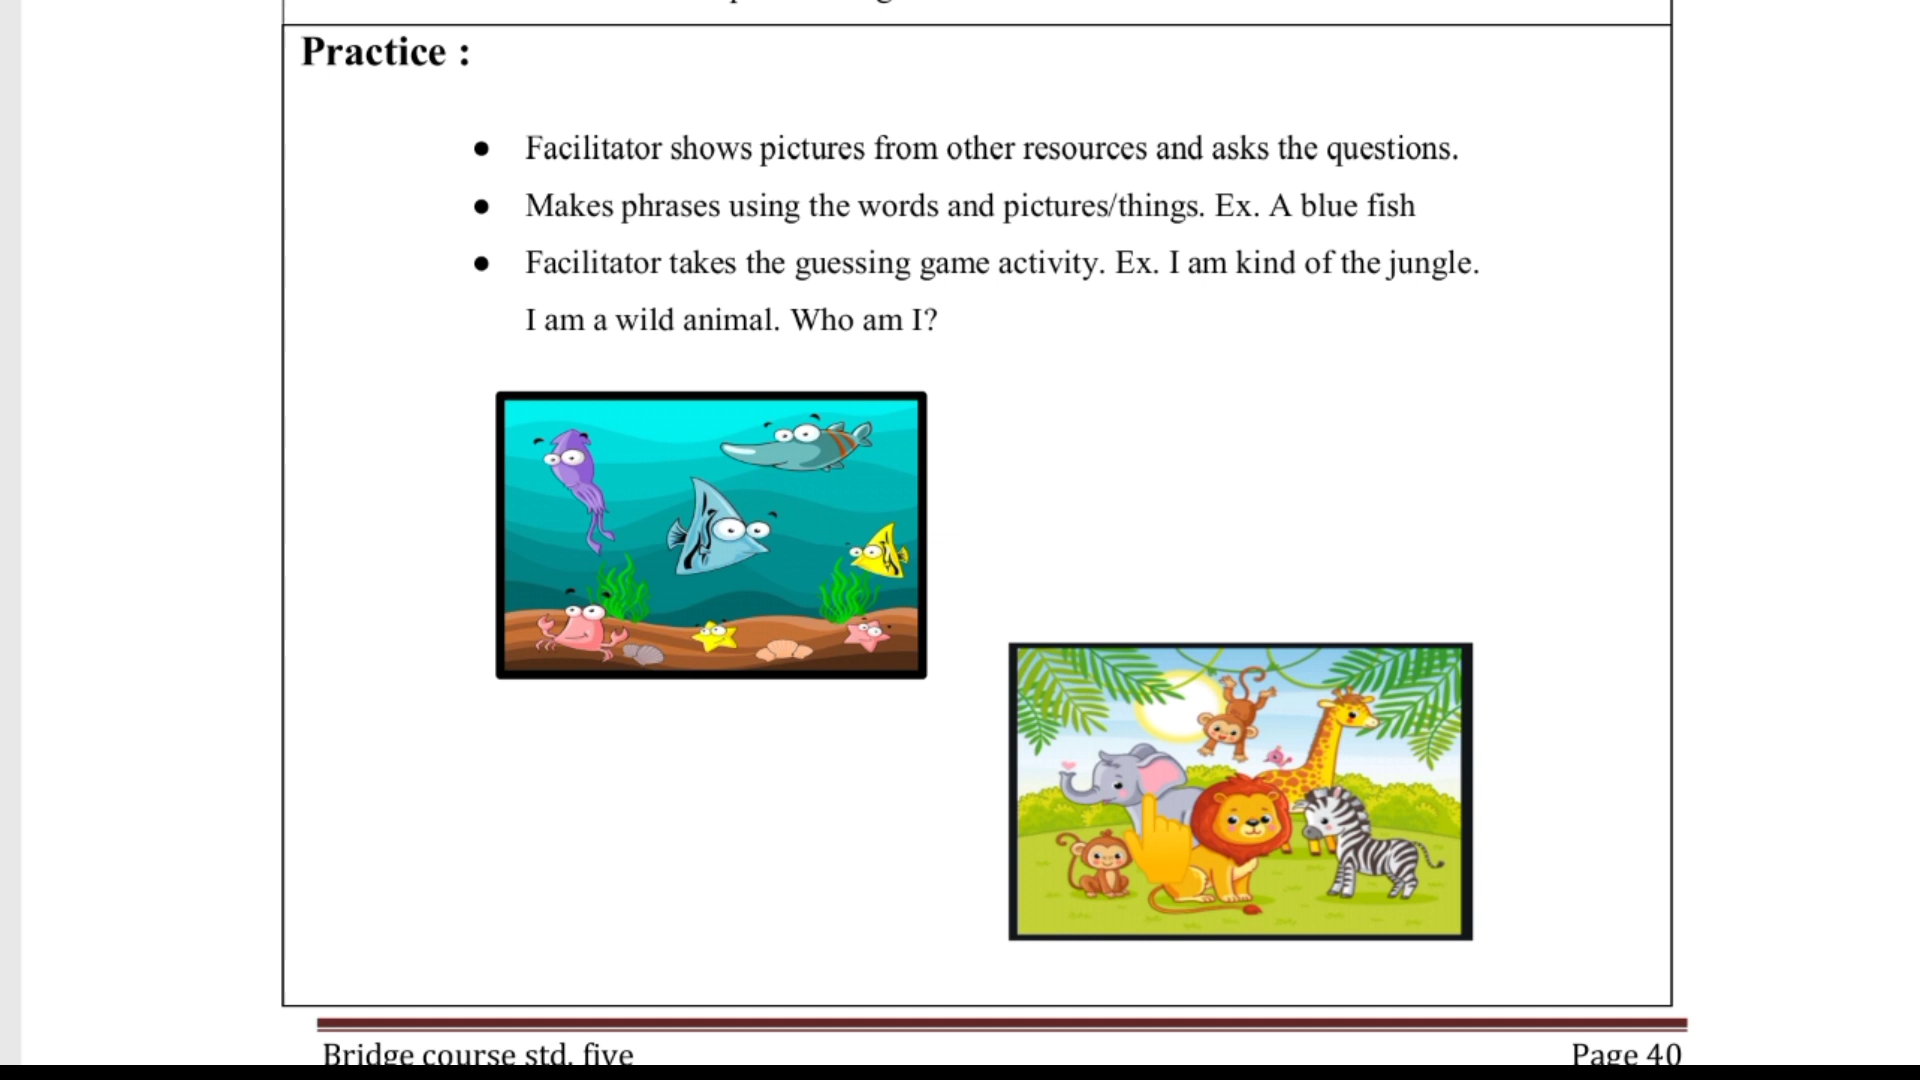 Practice :
● Facilitator shows pictures from other resources and asks the questions.
● Makes phrases using the words and pictures/things. Ex. A blue fish
● Facilitator takes the guessing game activity. Ex. I am kind of the jungle.
I am a wild animal. Who am I?
Bridge course std. five Page 40